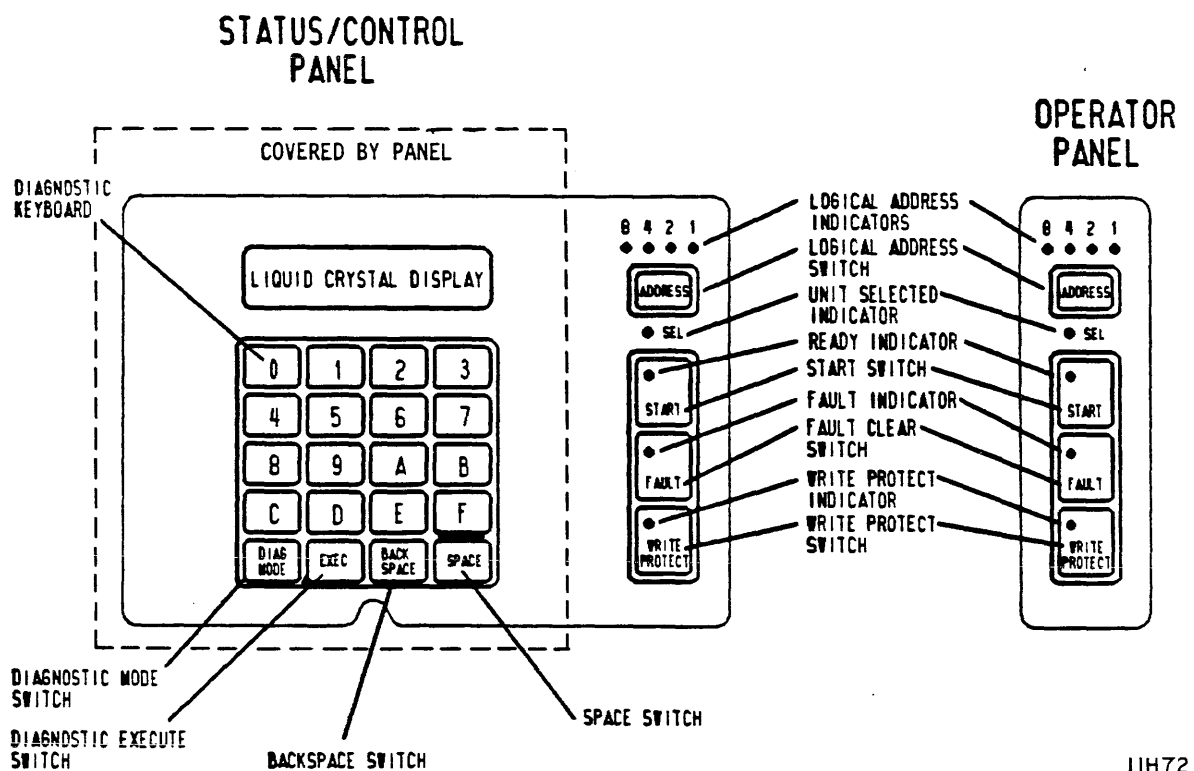 STATUS/CONTROL
PANEL
OPERATOR
PANEL
COVERED BY PANEL
DIAGNOSTIC
KEYBOARD
LIQUID CRYSTAL DISPLAY
0 1 2 3
4 5 6 7
8 9 A B
C D E F
DIAG
MODE
EXEC
BACK
SPACE
SPACE
8 4 2 1
ADDRESS
SEL
START
FAULT
WRITE
PROTECT
LOGICAL ADDRESS
INDICATORS
LOGICAL ADDRESS
SWITCH
UNIT SELECTED
INDICATOR
READY INDICATOR
START SWITCH
FAULT INDICATOR
FAULT CLEAR
SWITCH
WRITE PROTECT
INDICATOR
WRITE PROTECT
SWITCH
8 4 2 1
ADDRESS
SEL
START
FAULT
WRITE
PROTECT
DIAGNOSTIC MODE
SWITCH
DIAGNOSTIC EXECUTE
SWITCH
BACKSPACE SWITCH
SPACE SWITCH
11H72